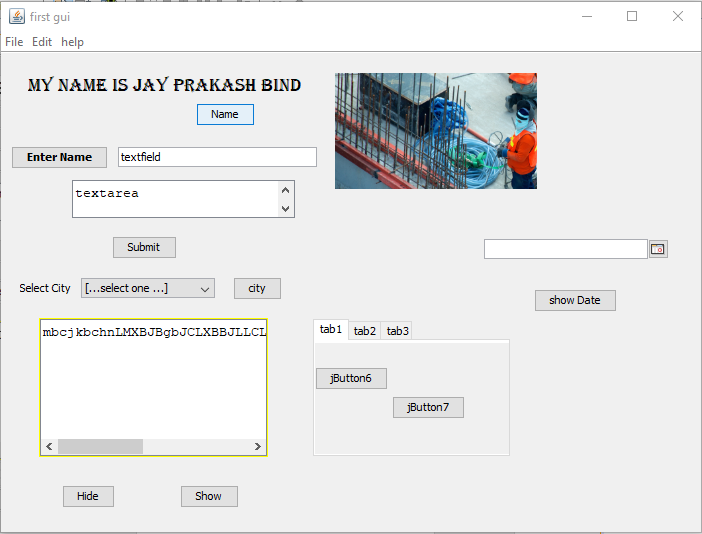 first gui
File Edit help
MY NAME IS JAY PRAKASH BIND
Name
Enter Name textfield
textarea
Submit
Select City [...select one ...] city
show Date
mbcjkbchnLMXBJBgbJCLXBBJLLCL
tab1 tab2 tab3
jButton6
jButton7
Hide Show